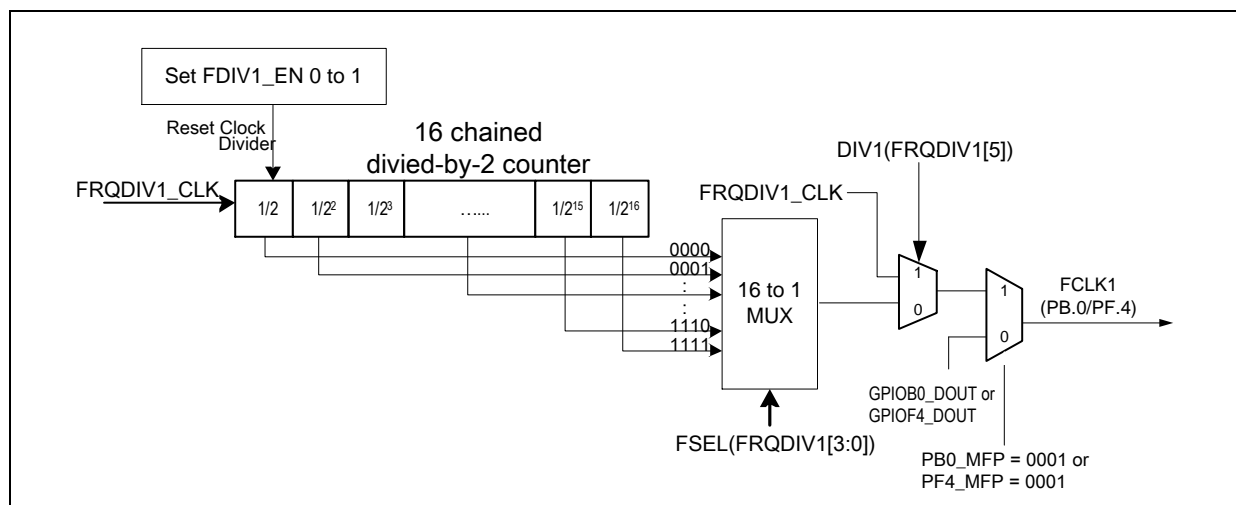 Set FDIV1_EN 0 to 1
Reset Clock
Divider
16 chained
divied-by-2 counter
FRQDIV1_CLK
1/2
1/2²
1/2³
…...
1/2¹⁵
1/2¹⁶
0000
0001
:
:
1110
1111
16 to 1
MUX
FSEL(FRQDIV1[3:0])
DIV1(FRQDIV1[5])
FRQDIV1_CLK
1
0
1
0
FCLK1
(PB.0/PF.4)
GPIOB0_DOUT or
GPIOF4_DOUT
PB0_MFP = 0001 or
PF4_MFP = 0001